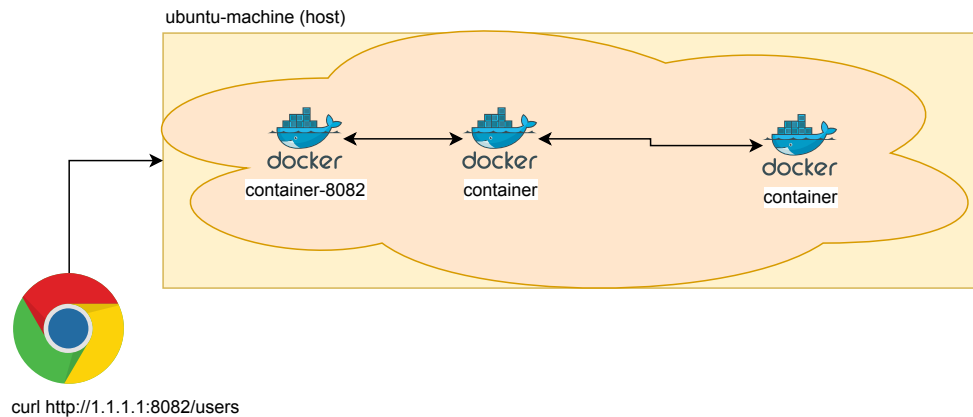 ubuntu-machine (host)
docker
container-8082
docker
container
docker
container
curl http://1.1.1.1:8082/users